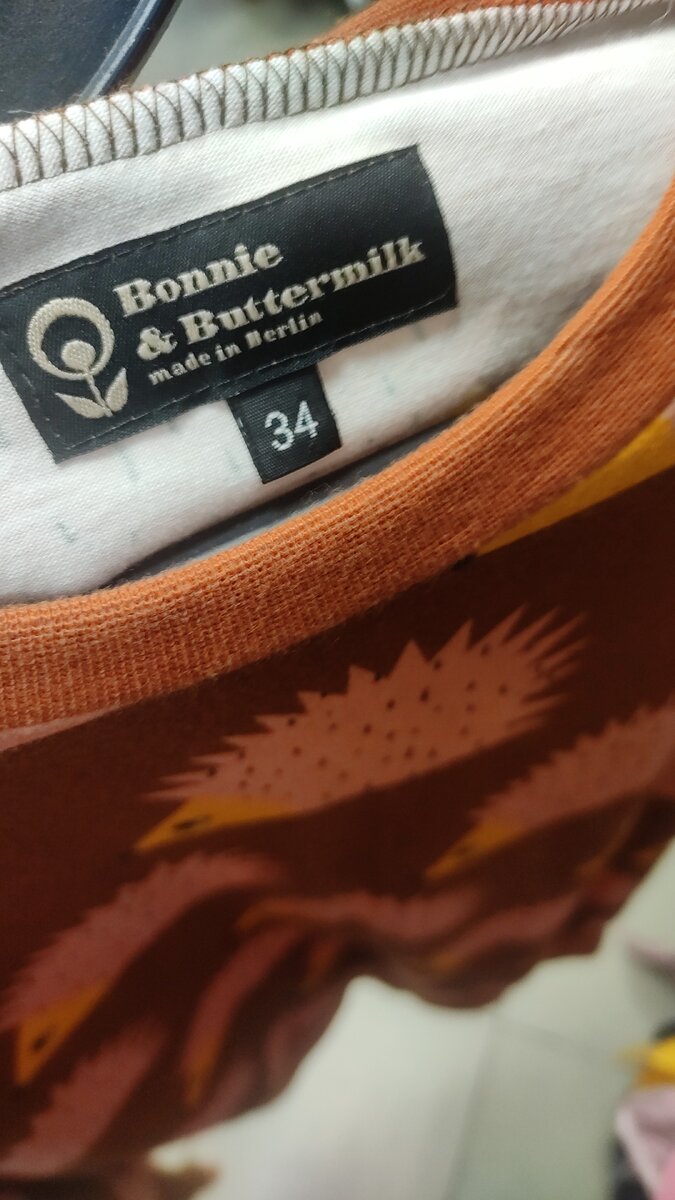 Bonnie
& Buttermilk
made in Berlin
34